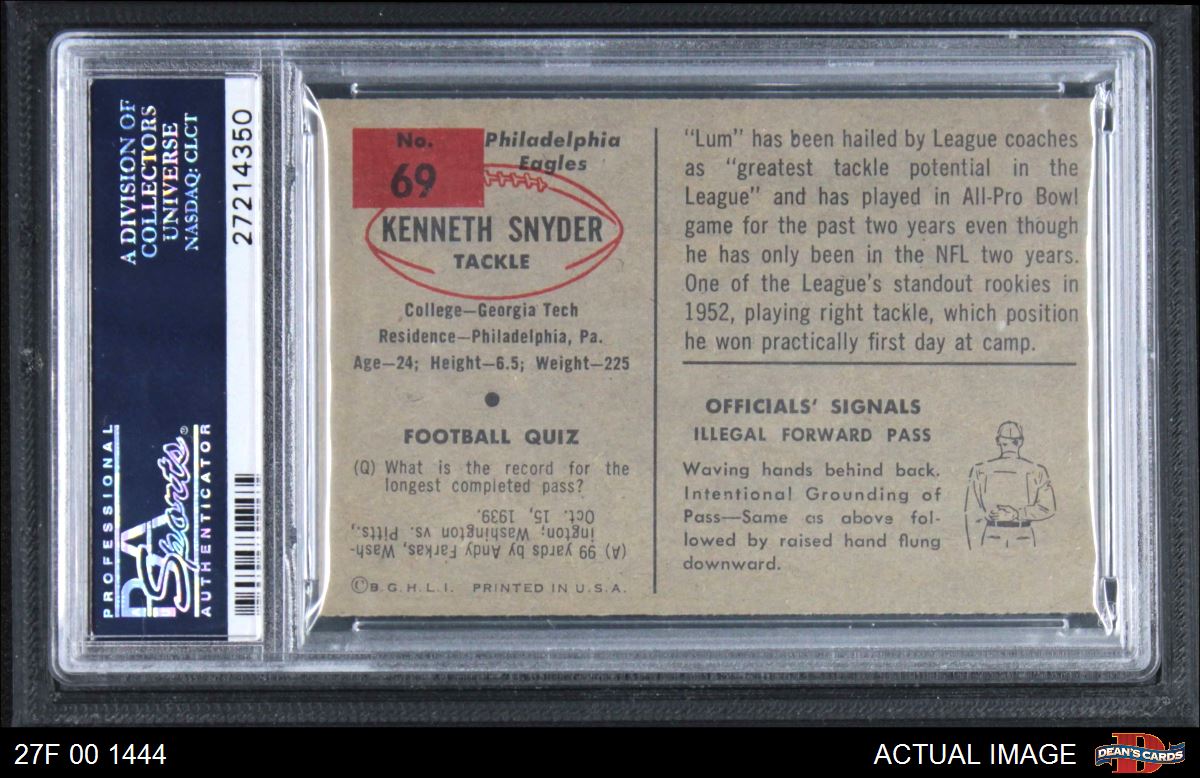 A DIVISION OF
COLLECTORS
UNIVERSE
NASDAQ: CLCT
27214350
PROFESSIONAL
PSA
Sports®
AUTHENTICATOR
No.
69
Philadelphia
Eagles
KENNETH SNYDER
TACKLE
College—Georgia Tech
Residence—Philadelphia, Pa.
Age—24; Height—6.5; Weight—225
FOOTBALL QUIZ
(Q) What is the record for the
longest completed pass?
(A) 99 yards by Andy Farkas, Wash-
ington; Washington vs. Pitts.,
Oct. 15, 1939.
©B.G.H.L.I. PRINTED IN U.S.A.
"Lum" has been hailed by League coaches
as "greatest tackle potential in the
League" and has played in All-Pro Bowl
game for the past two years even though
he has only been in the NFL two years.
One of the League's standout rookies in
1952, playing right tackle, which position
he won practically first day at camp.
OFFICIALS' SIGNALS
ILLEGAL FORWARD PASS
Waving hands behind back.
Intentional Grounding of
Pass—Same as above fol-
lowed by raised hand flung
downward.
27F 00 1444
ACTUAL IMAGE
DEAN'S CARDS